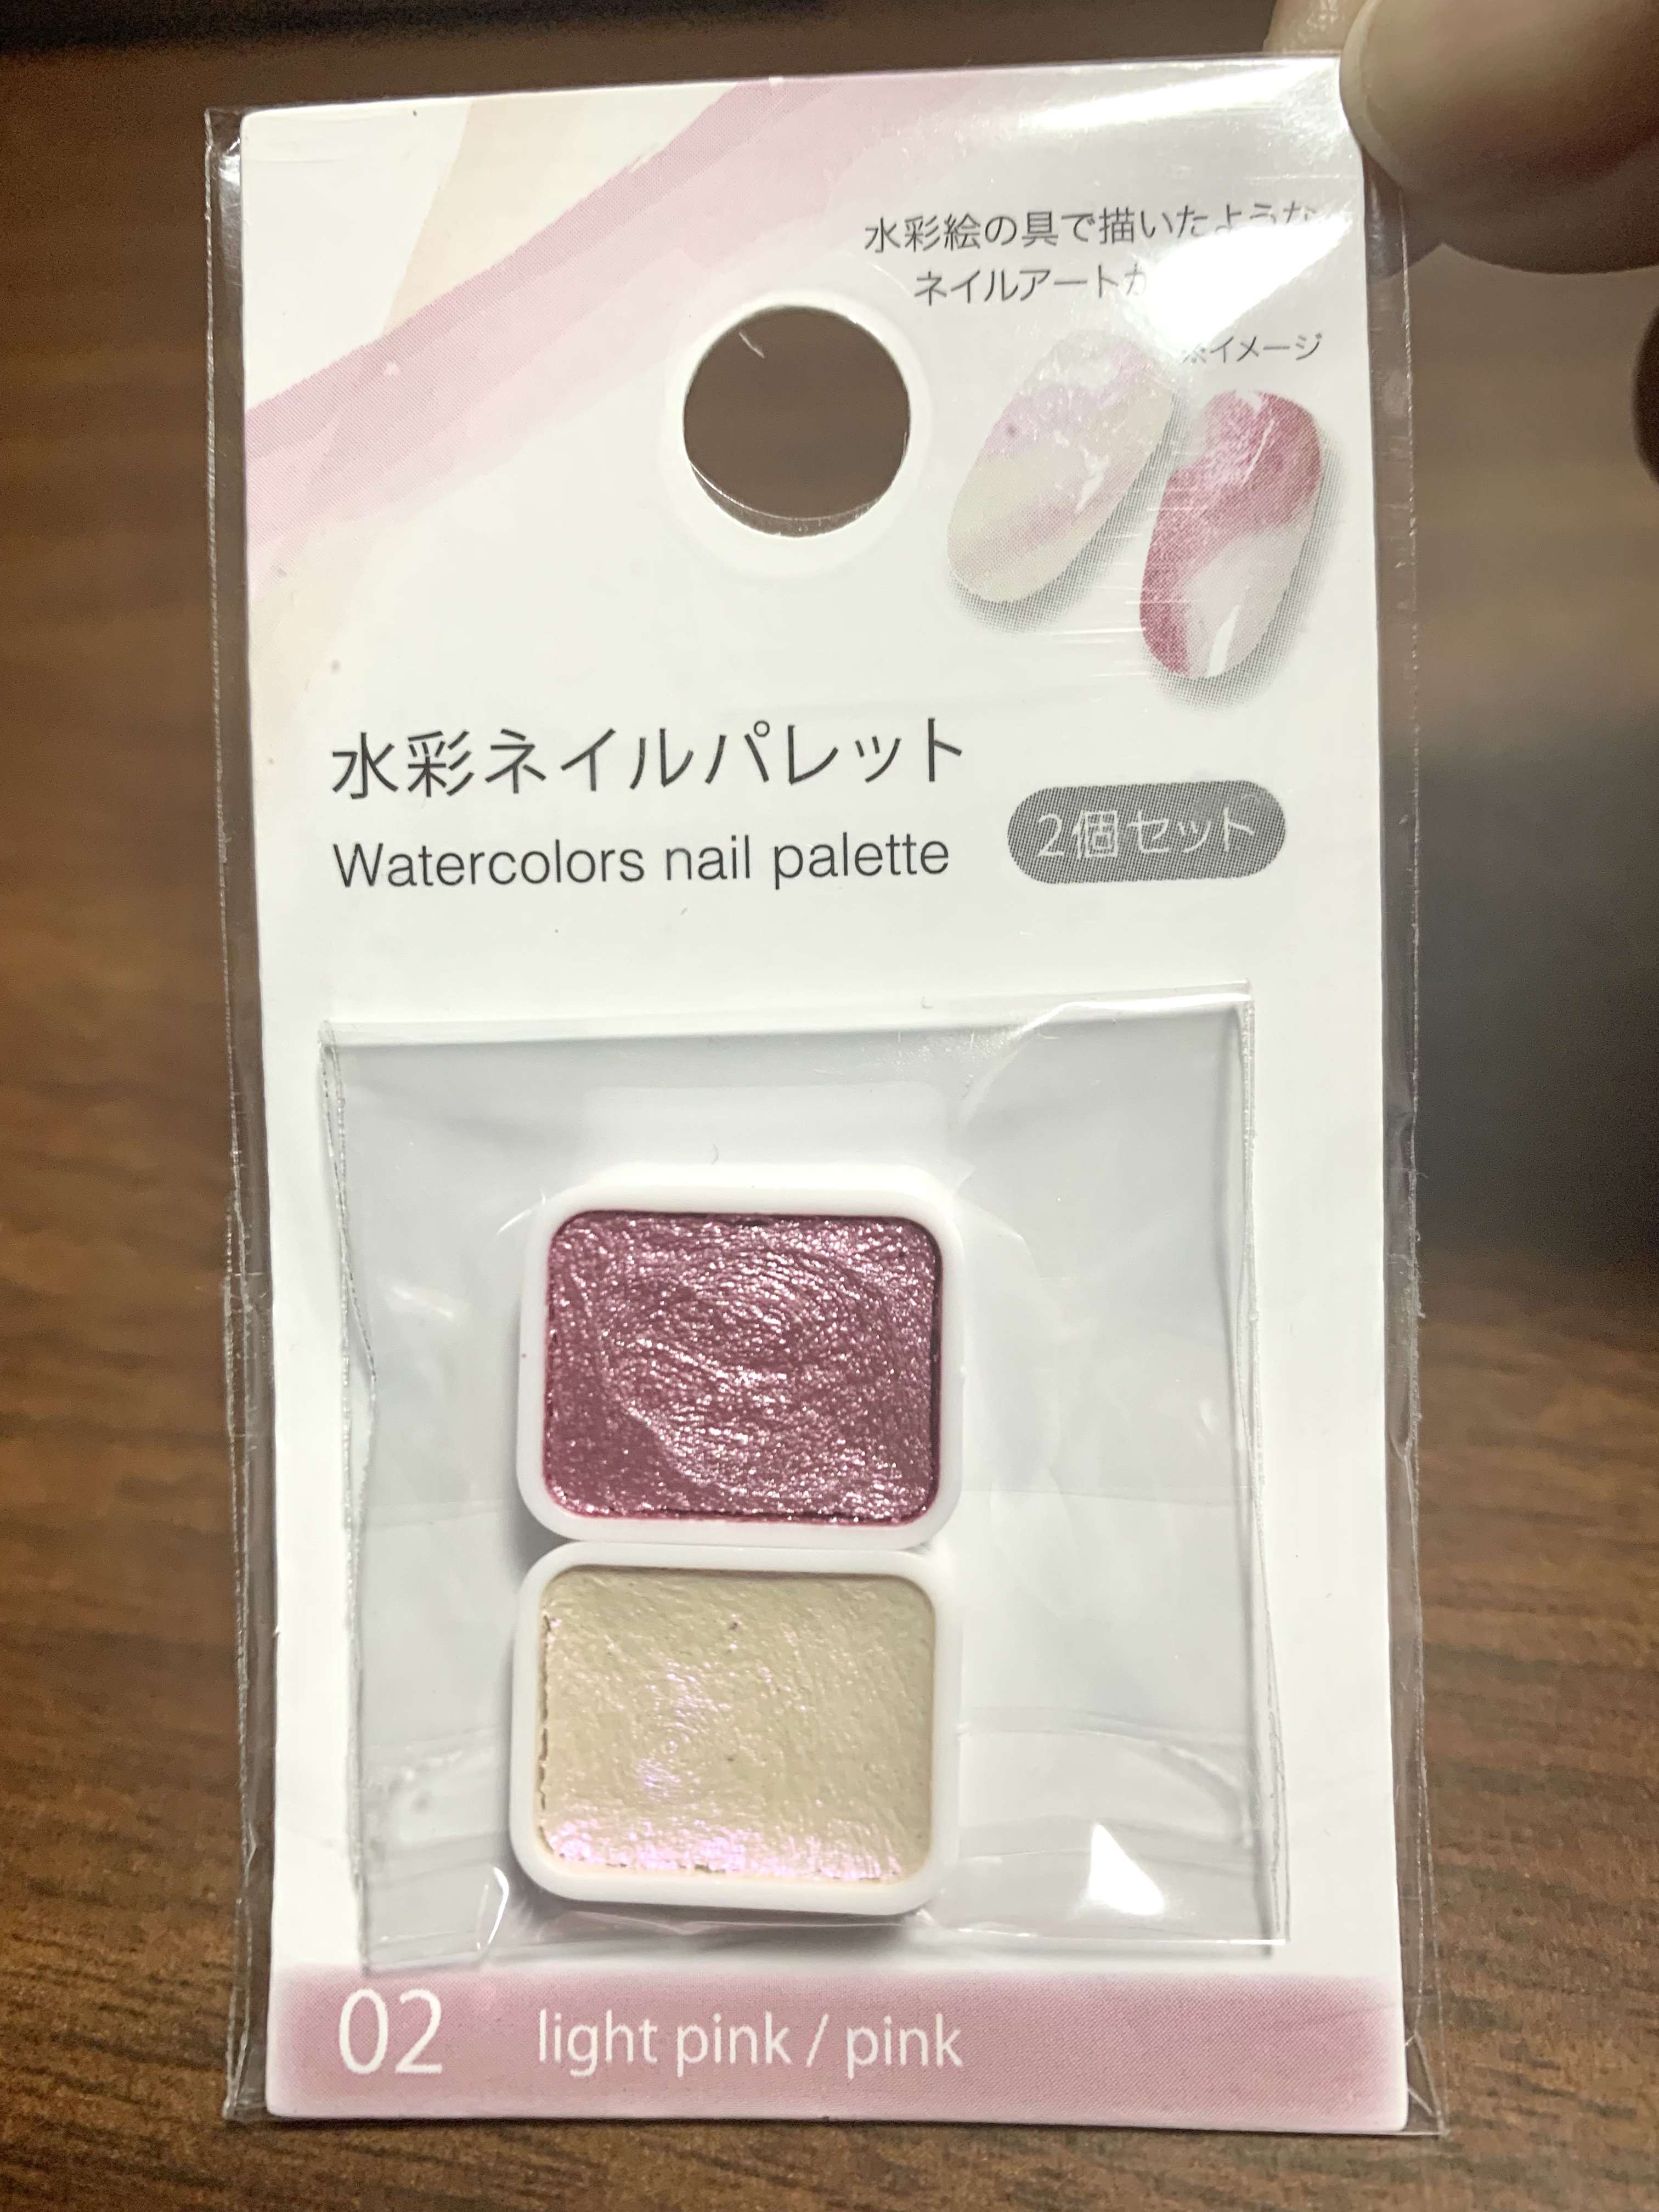 水彩絵の具で描いたような
ネイルアートが
※イメージ
水彩ネイルパレット
Watercolors nail palette
2個セット
02 light pink / pink